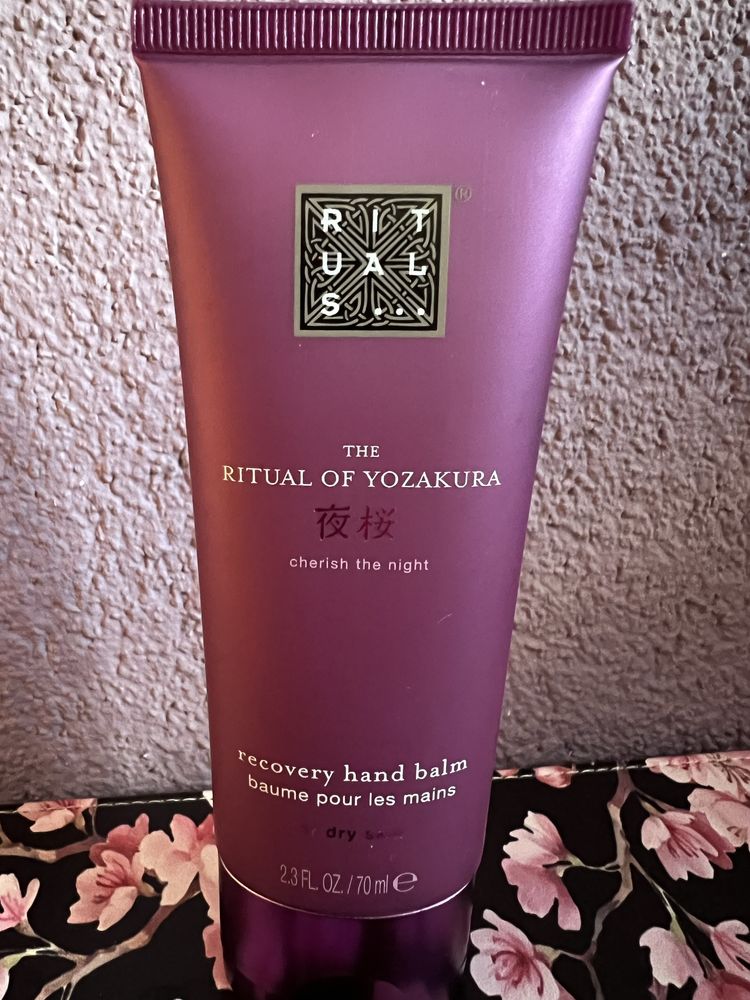 RIT
UAL
S...
®
THE
RITUAL OF YOZAKURA
夜桜
cherish the night
recovery hand balm
baume pour les mains
dry
2.3 FL. OZ. / 70 ml ℮